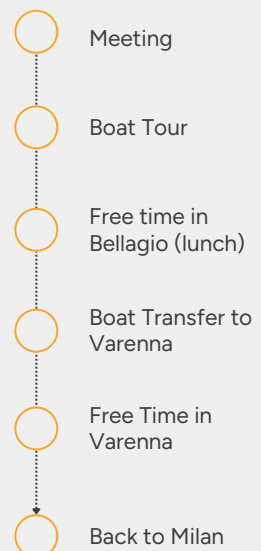 Meeting
Boat Tour
Free time in
Bellagio (lunch)
Boat Transfer to
Varenna
Free Time in
Varenna
Back to Milan